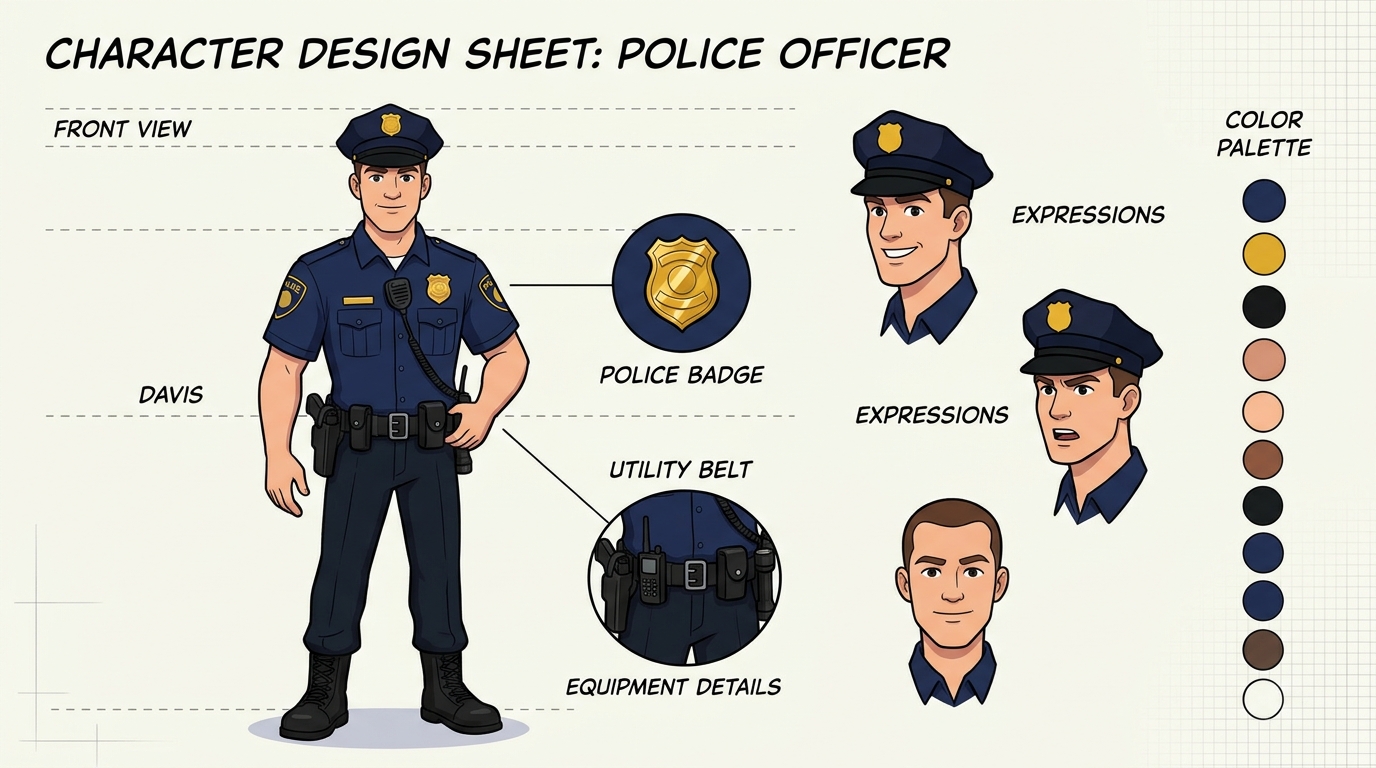 CHARACTER DESIGN SHEET: POLICE OFFICER
FRONT VIEW
DAVIS
POLICE BADGE
UTILITY BELT
EQUIPMENT DETAILS
EXPRESSIONS
EXPRESSIONS
COLOR
PALETTE